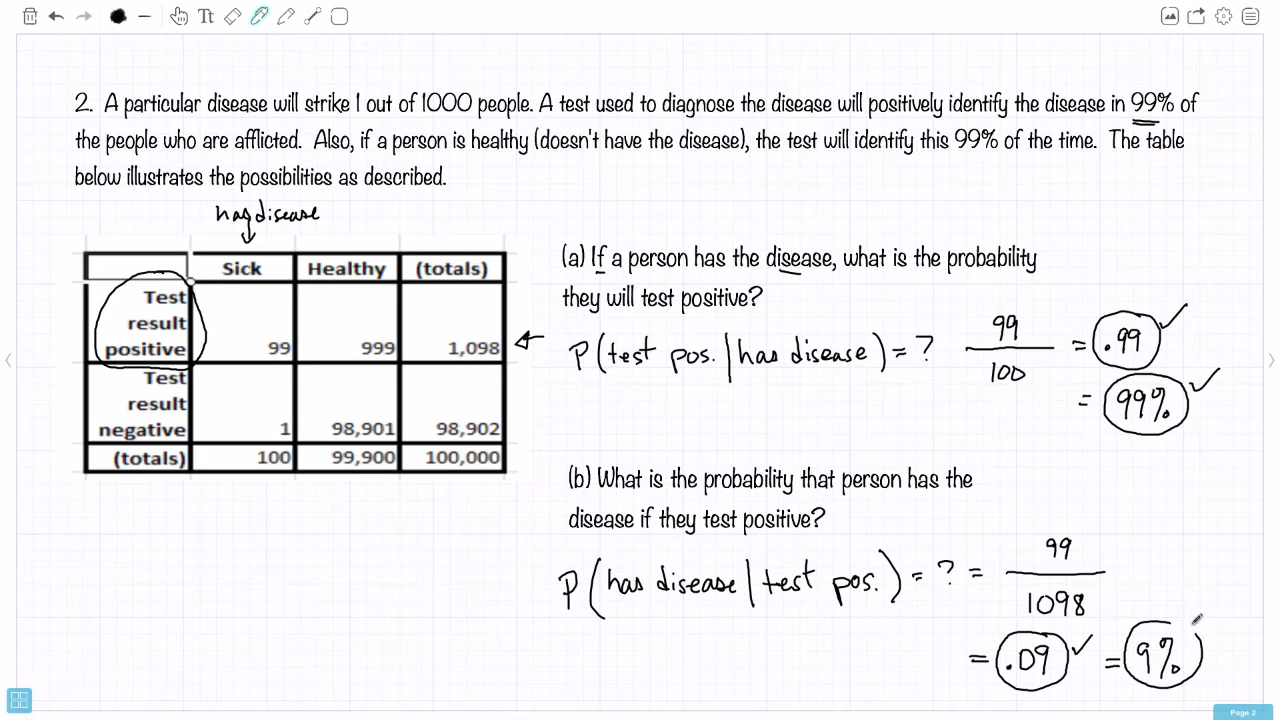 Tt
2. A particular disease will strike 1 out of 1000 people. A test used to diagnose the disease will positively identify the disease in 99% of
the people who are afflicted. Also, if a person is healthy (doesn't have the disease), the test will identify this 99% of the time. The table
below illustrates the possibilities as described.
has disease
Sick Healthy (totals)
Test
result
positive 99 999 1,098
Test
result
negative 1 98,901 98,902
(totals) 100 99,900 100,000
(a) If a person has the disease, what is the probability
they will test positive?
P(test pos. | has disease) = ? 99/100 = .99
= 99%
(b) What is the probability that person has the
disease if they test positive?
P(has disease | test pos.) = ? = 99/1098
= .09 = 9%
Page 2